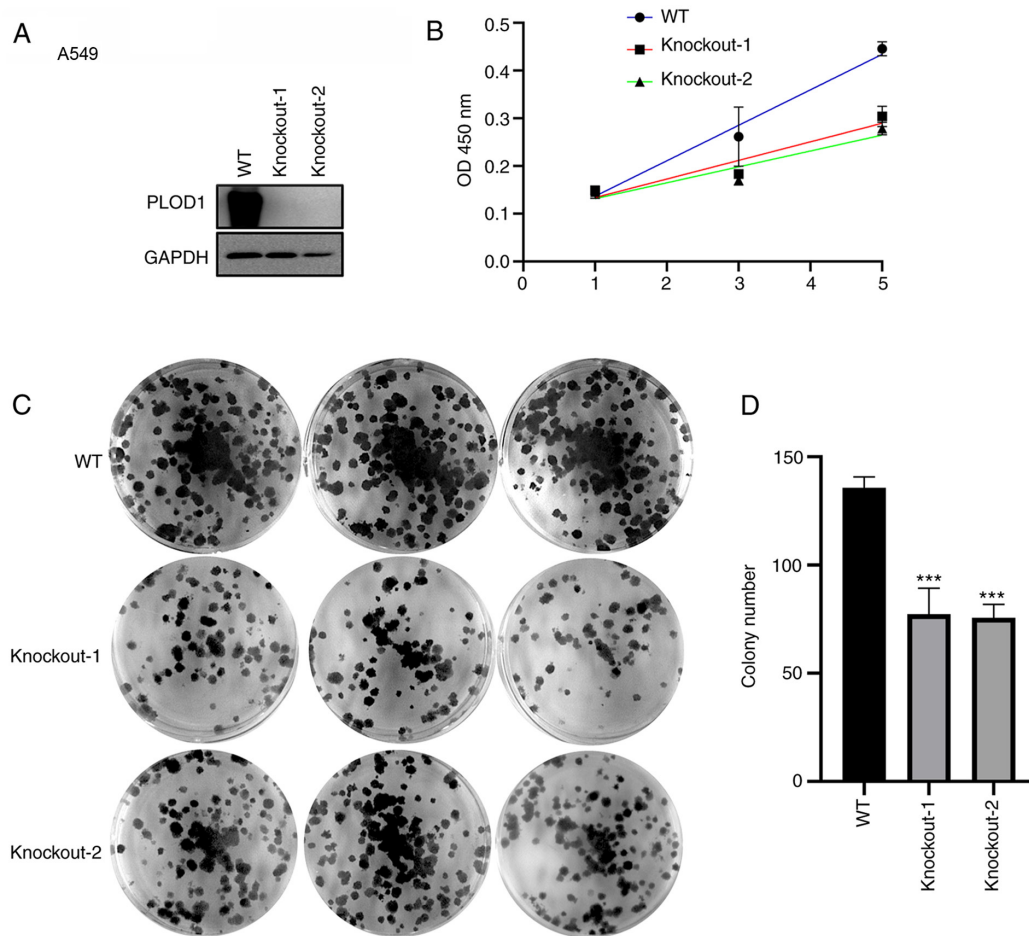 A
A549
WT
Knockout-1
Knockout-2
PLOD1
GAPDH
B
WT
Knockout-1
Knockout-2
OD 450 nm
0.5
0.4
0.3
0.2
0.1
0.0
0 1 2 3 4 5
C
WT
Knockout-1
Knockout-2
D
Colony number
150
100
50
0
***
***
WT
Knockout-1
Knockout-2